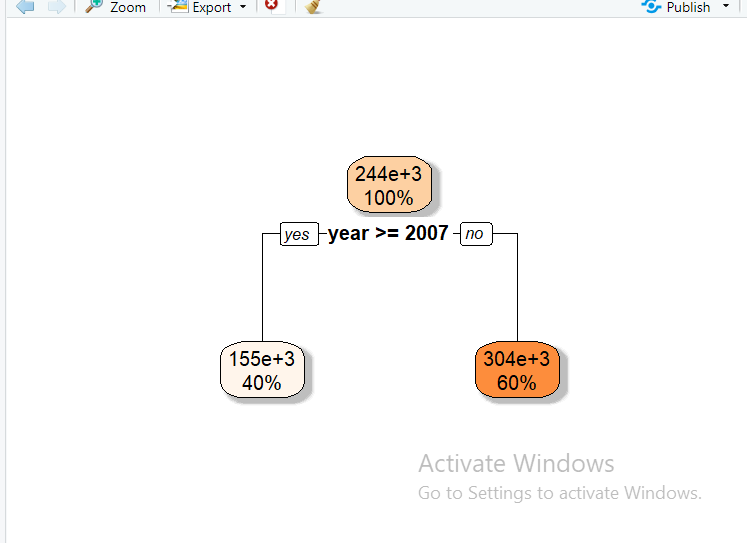 Zoom Export Publish
244e+3
100%
yes year >= 2007 no
155e+3 304e+3
40% 60%
Activate Windows
Go to Settings to activate Windows.